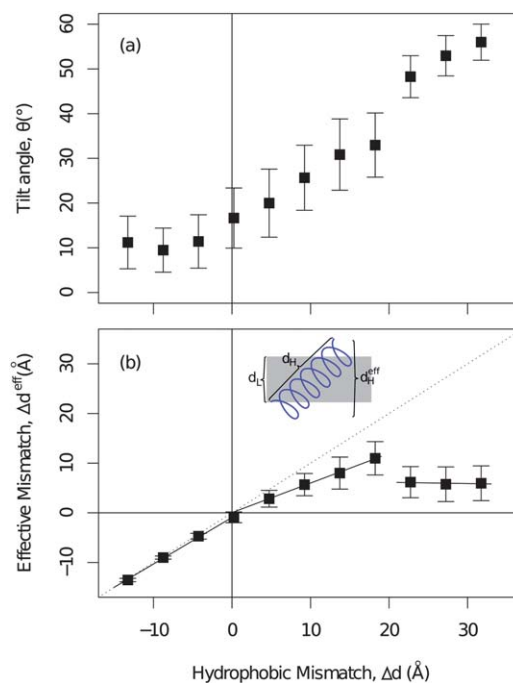 (a)
Tilt angle, θ(°)
60
50
40
30
20
10
0
(b)
Effective Mismatch, Δd^eff(Å)
30
20
10
0
−10
d_L
d_H
d_H^eff
−10 0 10 20 30
Hydrophobic Mismatch, Δd (Å)